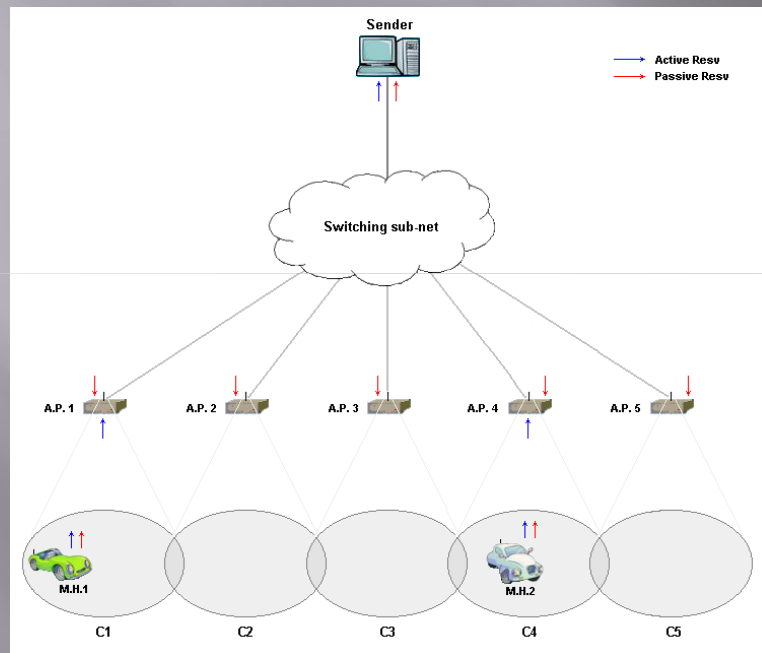 Sender
Active Resv
Passive Resv
Switching sub-net
A.P. 1
A.P. 2
A.P. 3
A.P. 4
A.P. 5
M.H.1
M.H.2
C1
C2
C3
C4
C5